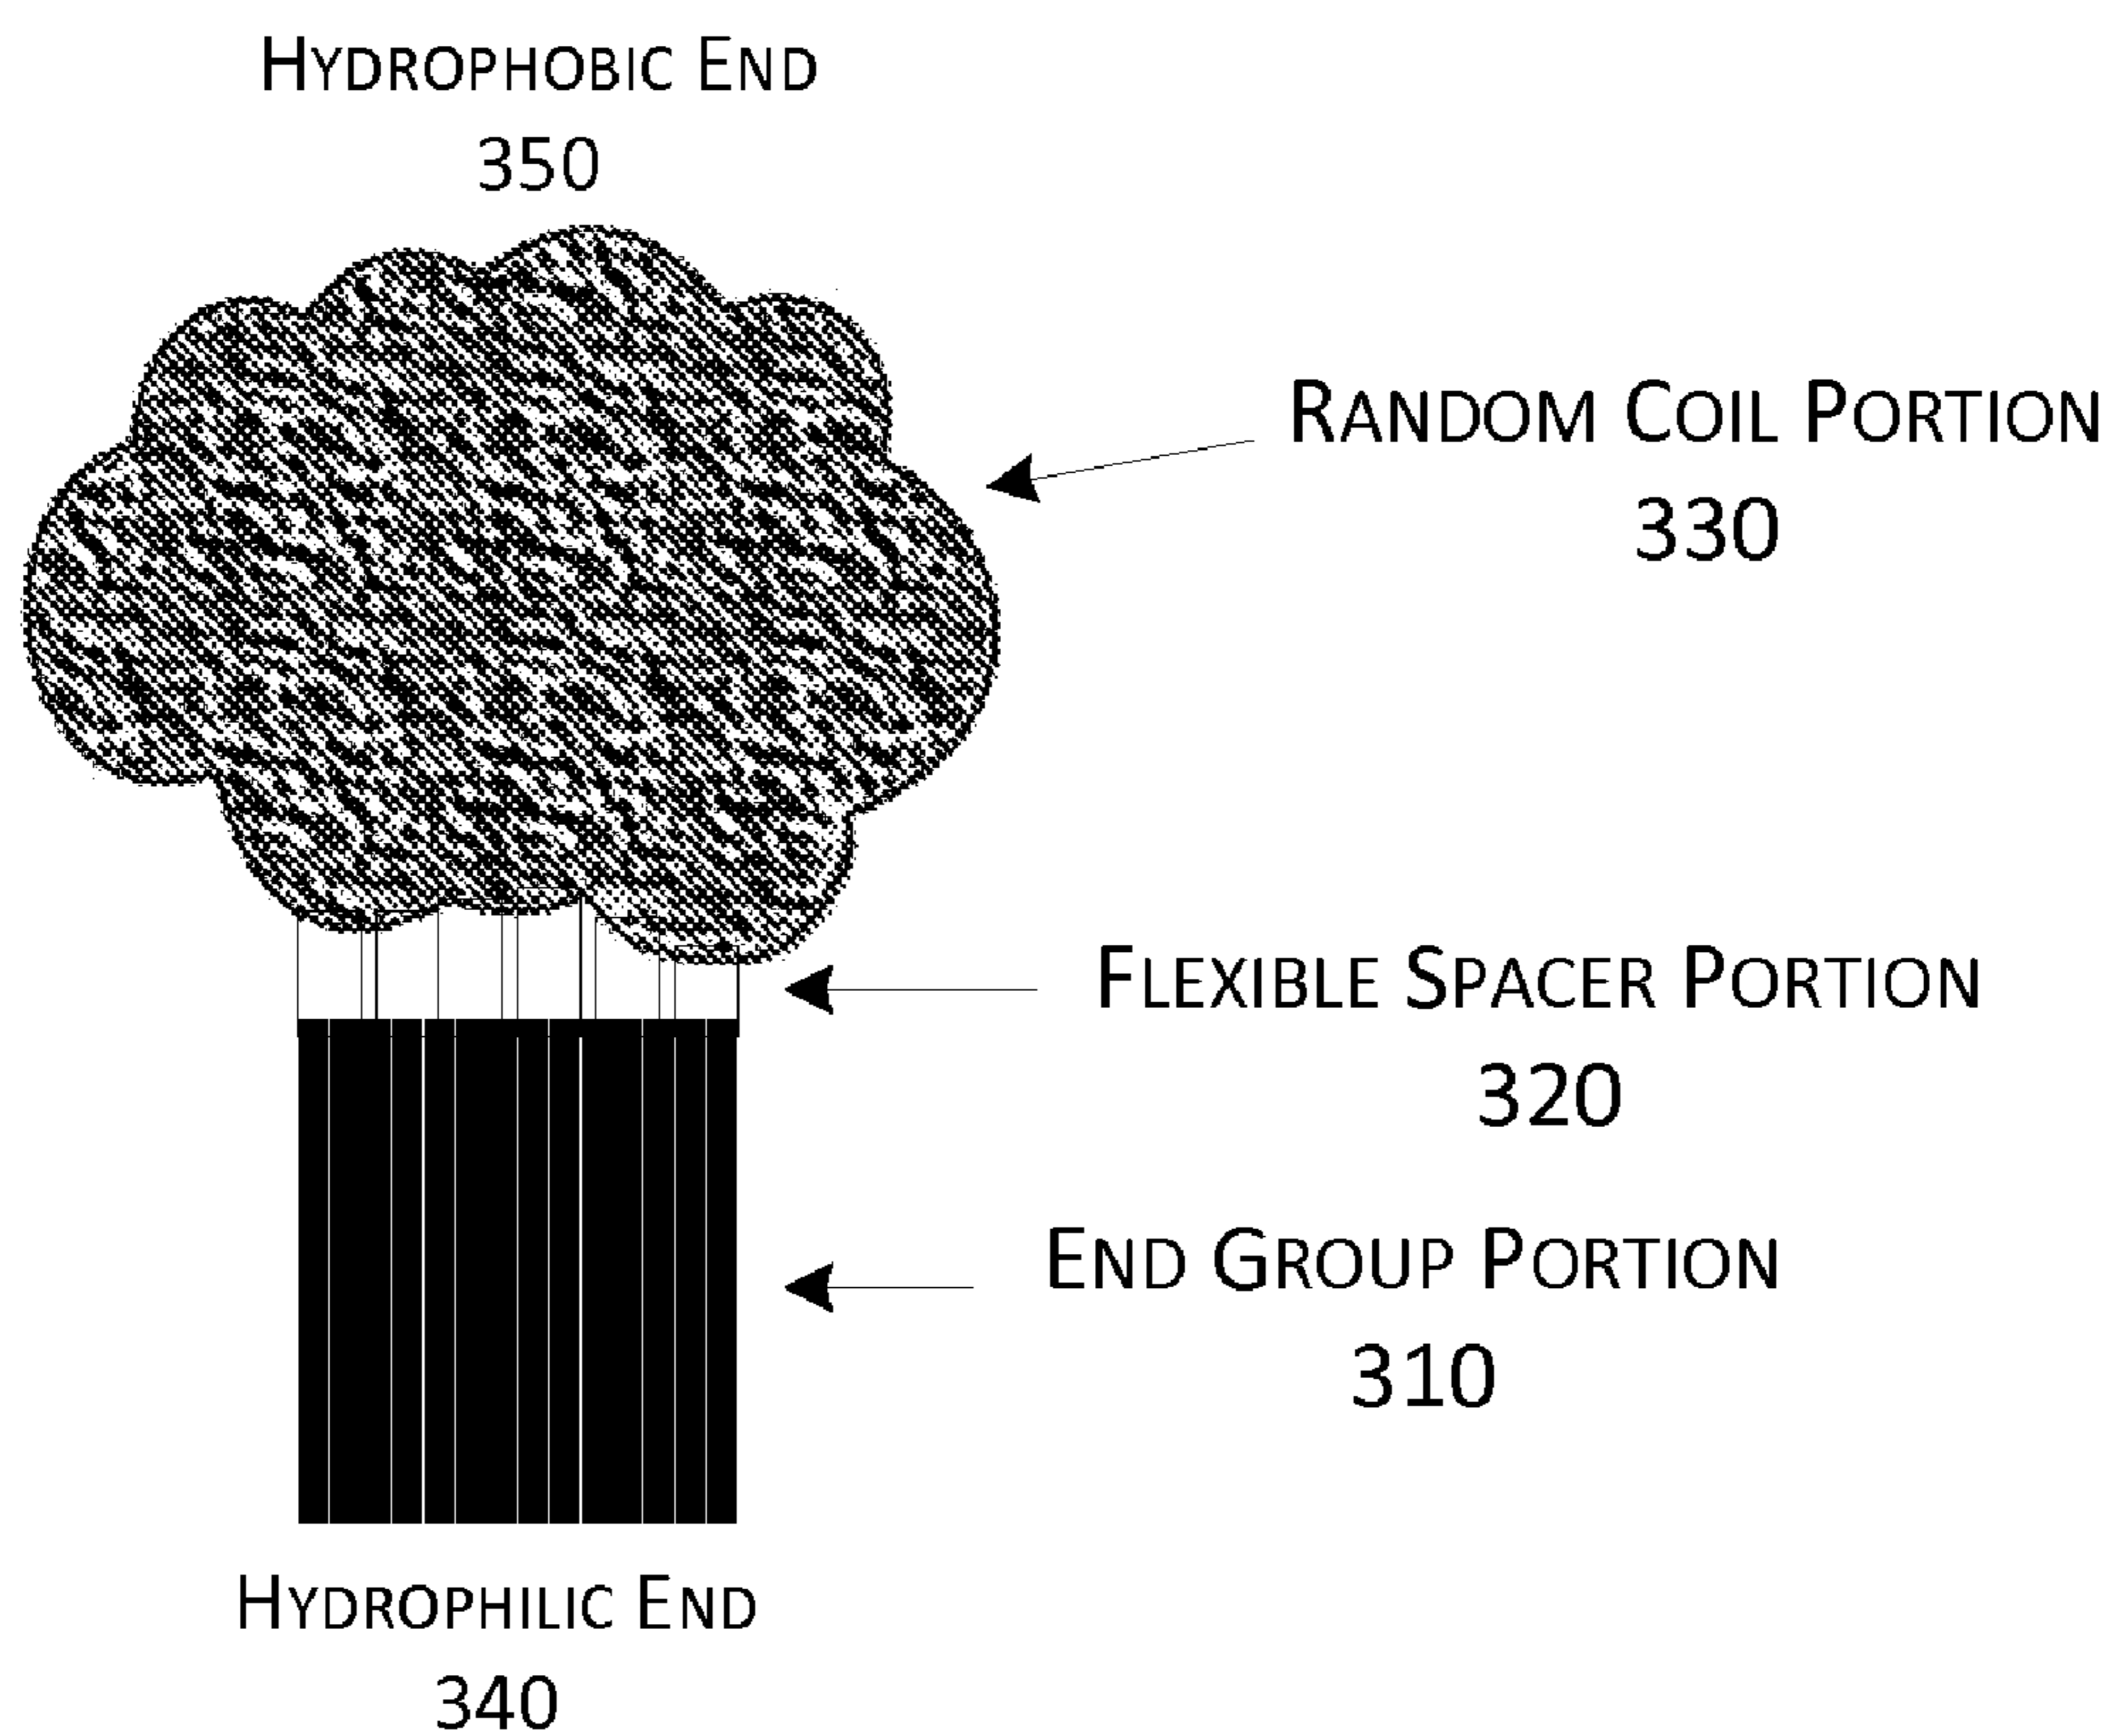 HYDROPHOBIC END
350
RANDOM COIL PORTION
330
FLEXIBLE SPACER PORTION
320
END GROUP PORTION
310
HYDROPHILIC END
340